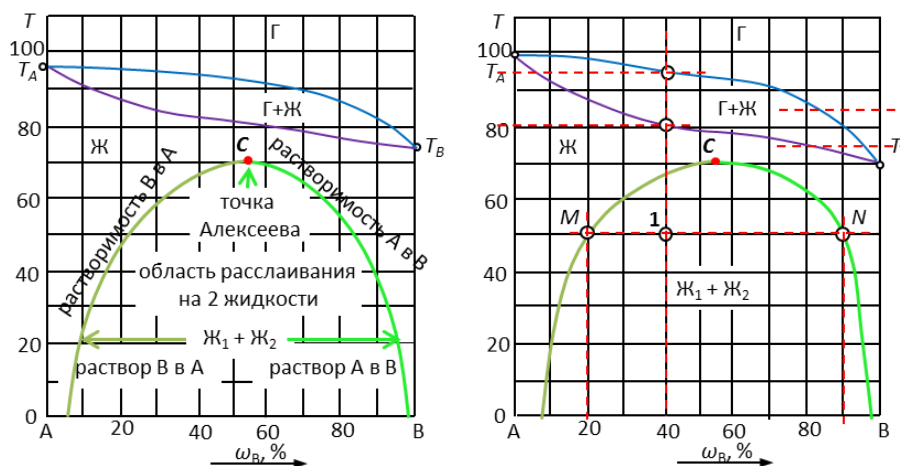 T
Г
100
T_A
Г+Ж
80
T_B
Ж
C
растворимость B в A
растворимость A в B
60
точка
Алексеева
40
область расслаивания
на 2 жидкости
20
Ж₁ + Ж₂
раствор B в A
раствор A в B
0
A
20
40
60
80
B
ω_B, %
T
Г
100
T_A
Г+Ж
80
Ж
C
T
60
M
1
N
40
Ж₁ + Ж₂
20
0
A
20
40
60
80
B
ω_B, %